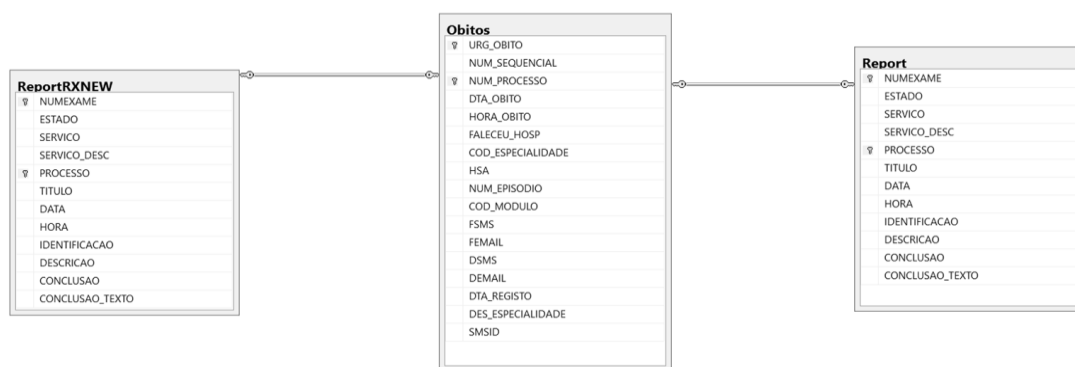 ReportRXNEW
NUMEXAME
ESTADO
SERVICO
SERVICO_DESC
PROCESSO
TITULO
DATA
HORA
IDENTIFICACAO
DESCRICAO
CONCLUSAO
CONCLUSAO_TEXTO
Obitos
URG_OBITO
NUM_SEQUENCIAL
NUM_PROCESSO
DTA_OBITO
HORA_OBITO
FALECEU_HOSP
COD_ESPECIALIDADE
HSA
NUM_EPISODIO
COD_MODULO
FSMS
FEMAIL
DSMS
DEMAIL
DTA_REGISTO
DES_ESPECIALIDADE
SMSID
Report
NUMEXAME
ESTADO
SERVICO
SERVICO_DESC
PROCESSO
TITULO
DATA
HORA
IDENTIFICACAO
DESCRICAO
CONCLUSAO
CONCLUSAO_TEXTO